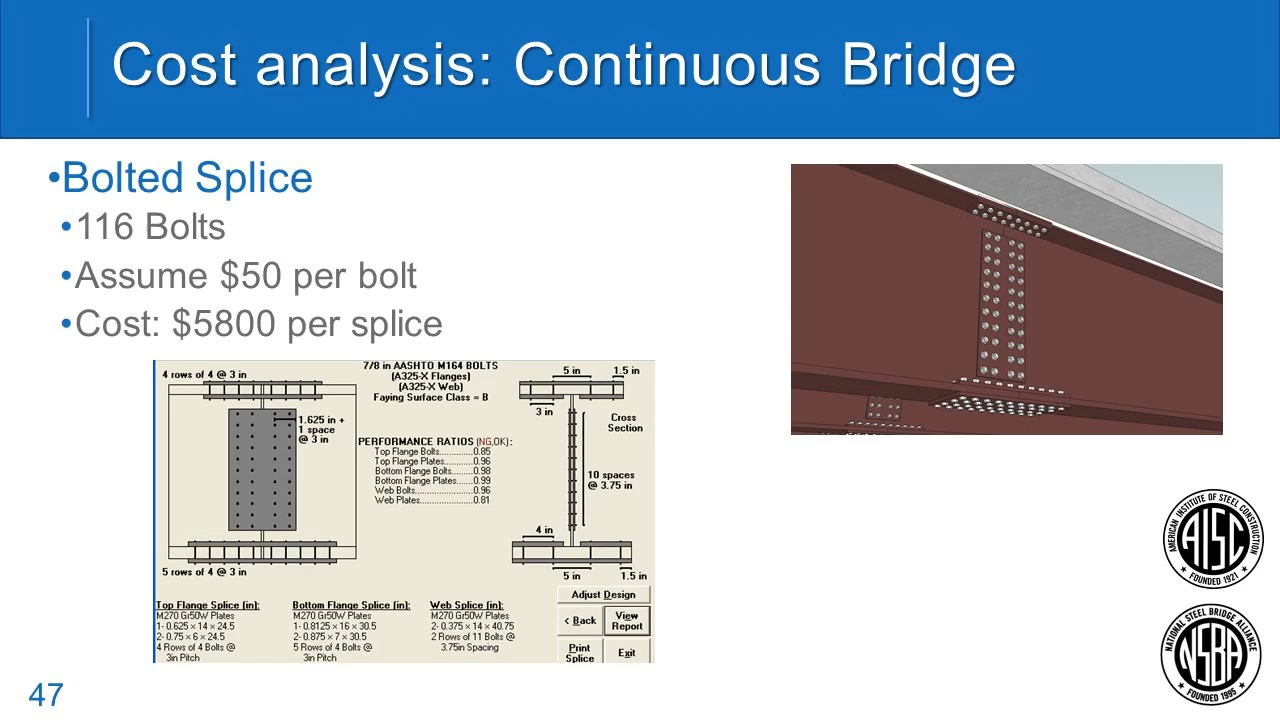 Cost analysis: Continuous Bridge
•Bolted Splice
•116 Bolts
•Assume $50 per bolt
•Cost: $5800 per splice
4 rows of 4 @ 3 in
7/8 in AASHTO M164 BOLTS
(A325-X Flanges)
(A325-X Web)
Faying Surface Class = B
5 in
1.5 in
3 in
1.625 in +
1 space
@ 3 in
Cross
Section
PERFORMANCE RATIOS (NG,OK):
Top Flange Bolts.............0.85
Top Flange Plates...........0.96
Bottom Flange Bolts........0.98
Bottom Flange Plates......0.99
Web Bolts......................0.96
Web Plates....................0.81
10 spaces
@ 3.75 in
4 in
5 rows of 4 @ 3 in
5 in
1.5 in
Top Flange Splice (in):
M270 Gr50W Plates
1- 0.625 × 14 × 24.5
2- 0.75 × 6 × 24.5
4 Rows of 4 Bolts @
3in Pitch
Bottom Flange Splice (in):
M270 Gr50W Plates
1- 0.8125 × 16 × 30.5
2- 0.875 × 7 × 30.5
5 Rows of 4 Bolts @
3in Pitch
Web Splice (in):
M270 Gr50W Plates
2- 0.375 × 14 × 40.75
2 Rows of 11 Bolts @
3.75in Spacing
Adjust Design
< Back
View
Report
Print
Splice
Exit
AMERICAN INSTITUTE OF STEEL CONSTRUCTION
AISC
FOUNDED 1921
NATIONAL STEEL BRIDGE ALLIANCE
NSBA
FOUNDED 1995
47